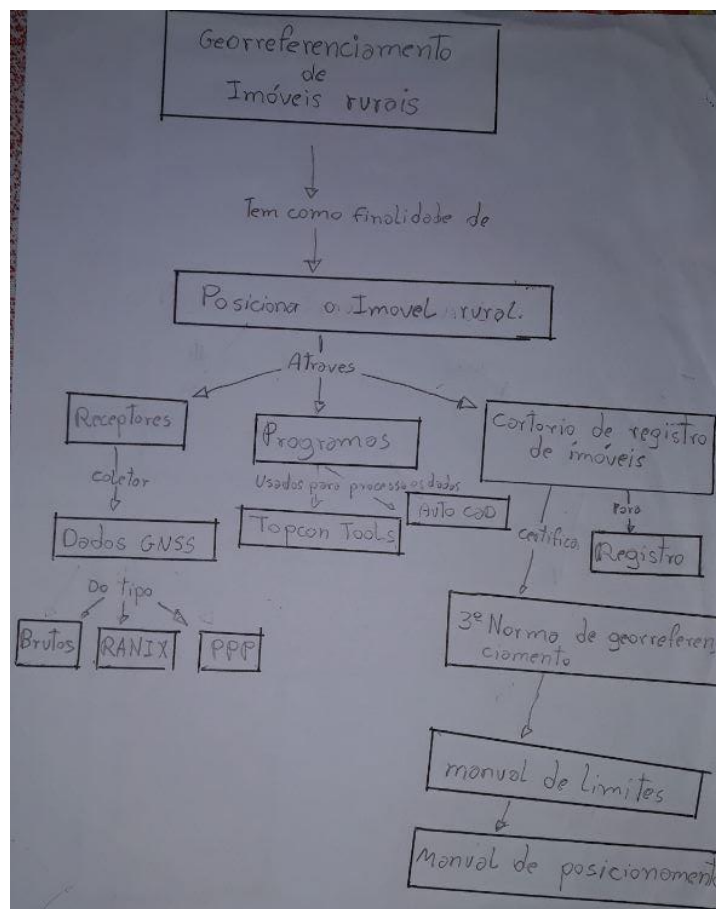 Georreferenciamento
de
Imóveis rurais
Tem como finalidade de
Posiciona o Imovel rural.
Atraves
Receptores
Programas
Cartorio de registro
de imóveis
coletar
Usados para processa os dados
Para
Dados GNSS
Topcon Tools
Auto CaD
certifica
Registro
Do tipo
Brutos
RANIX
PPP
3ª Norma de georreferen
ciamento
manual de limites
Manual de posicionament